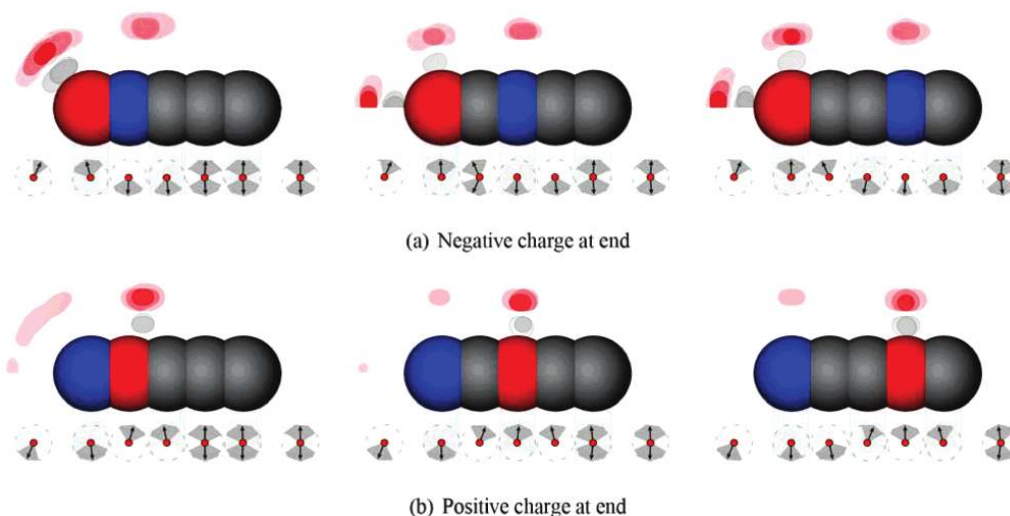 (a) Negative charge at end
(b) Positive charge at end